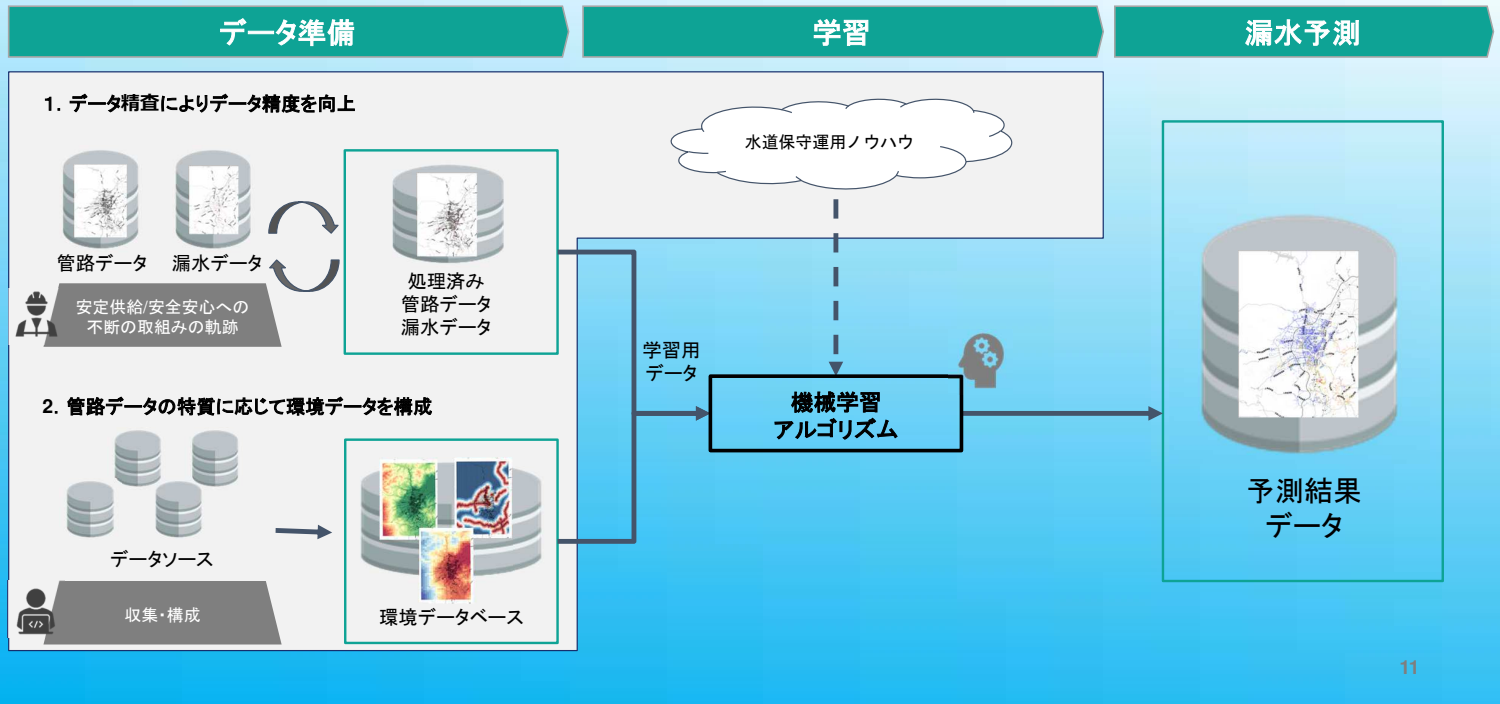 データ準備
学習
漏水予測
1．データ精査によりデータ精度を向上
管路データ
漏水データ
安定供給/安全安心への
不断の取組みの軌跡
処理済み
管路データ
漏水データ
2．管路データの特質に応じて環境データを構成
データソース
収集・構成
環境データベース
水道保守運用ノウハウ
学習用
データ
機械学習
アルゴリズム
予測結果
データ
11